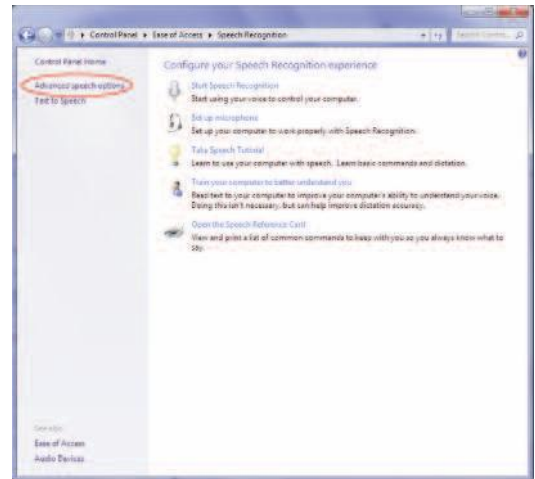 Control Panel ▸ Ease of Access ▸ Speech Recognition
Control Panel Home
Advanced speech options
Text to Speech
Configure your Speech Recognition experience
Start Speech Recognition
Start using your voice to control your computer.
Set up microphone
Set up your computer to work properly with Speech Recognition.
Take Speech Tutorial
Learn to use your computer with speech. Learn basic commands and dictation.
Train your computer to better understand you
Read text to your computer to improve your computer's ability to understand your voice.
Doing this isn't necessary, but can help improve dictation accuracy.
Open the Speech Reference Card
View and print a list of common commands to keep with you so you always know what to
say.
See also
Ease of Access
Audio Devices